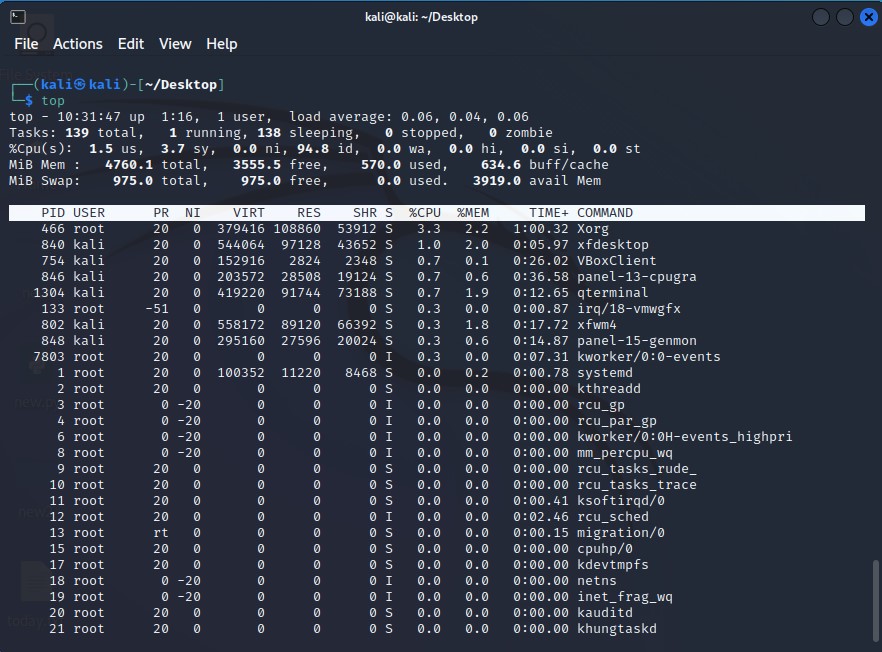 kali@kali: ~/Desktop
File Actions Edit View Help
┌──(kali㉿kali)-[~/Desktop]
└─$ top
top - 10:31:47 up  1:16,  1 user,  load average: 0.06, 0.04, 0.06
Tasks: 139 total,   1 running, 138 sleeping,   0 stopped,   0 zombie
%Cpu(s):  1.5 us,  3.7 sy,  0.0 ni, 94.8 id,  0.0 wa,  0.0 hi,  0.0 si,  0.0 st
MiB Mem :   4760.1 total,   3555.5 free,    570.0 used,    634.6 buff/cache
MiB Swap:    975.0 total,    975.0 free,      0.0 used.   3919.0 avail Mem
PID USER      PR  NI    VIRT    RES    SHR S  %CPU  %MEM     TIME+ COMMAND
466 root      20   0  379416 108860  53912 S   3.3   2.2   1:00.32 Xorg
840 kali      20   0  544064  97128  43652 S   1.0   2.0   0:05.97 xfdesktop
754 kali      20   0  152916   2824   2348 S   0.7   0.1   0:26.02 VBoxClient
846 kali      20   0  203572  28508  19124 S   0.7   0.6   0:36.58 panel-13-cpugra
1304 kali      20   0  419220  91744  73188 S   0.7   1.9   0:12.65 qterminal
133 root     -51   0       0      0      0 S   0.3   0.0   0:00.87 irq/18-vmwgfx
802 kali      20   0  558172  89120  66392 S   0.3   1.8   0:17.72 xfwm4
848 kali      20   0  295160  27596  20024 S   0.3   0.6   0:14.87 panel-15-genmon
7803 root      20   0       0      0      0 I   0.3   0.0   0:07.31 kworker/0:0-events
1 root      20   0  100352  11220   8468 S   0.0   0.2   0:00.78 systemd
2 root      20   0       0      0      0 S   0.0   0.0   0:00.00 kthreadd
3 root       0 -20       0      0      0 I   0.0   0.0   0:00.00 rcu_gp
4 root       0 -20       0      0      0 I   0.0   0.0   0:00.00 rcu_par_gp
6 root       0 -20       0      0      0 I   0.0   0.0   0:00.00 kworker/0:0H-events_highpri
8 root       0 -20       0      0      0 I   0.0   0.0   0:00.00 mm_percpu_wq
9 root      20   0       0      0      0 S   0.0   0.0   0:00.00 rcu_tasks_rude_
10 root      20   0       0      0      0 S   0.0   0.0   0:00.00 rcu_tasks_trace
11 root      20   0       0      0      0 S   0.0   0.0   0:00.41 ksoftirqd/0
12 root      20   0       0      0      0 I   0.0   0.0   0:02.46 rcu_sched
13 root      rt   0       0      0      0 S   0.0   0.0   0:00.15 migration/0
15 root      20   0       0      0      0 S   0.0   0.0   0:00.00 cpuhp/0
17 root      20   0       0      0      0 S   0.0   0.0   0:00.00 kdevtmpfs
18 root       0 -20       0      0      0 I   0.0   0.0   0:00.00 netns
19 root       0 -20       0      0      0 I   0.0   0.0   0:00.00 inet_frag_wq
20 root      20   0       0      0      0 S   0.0   0.0   0:00.00 kauditd
21 root      20   0       0      0      0 S   0.0   0.0   0:00.00 khungtaskd